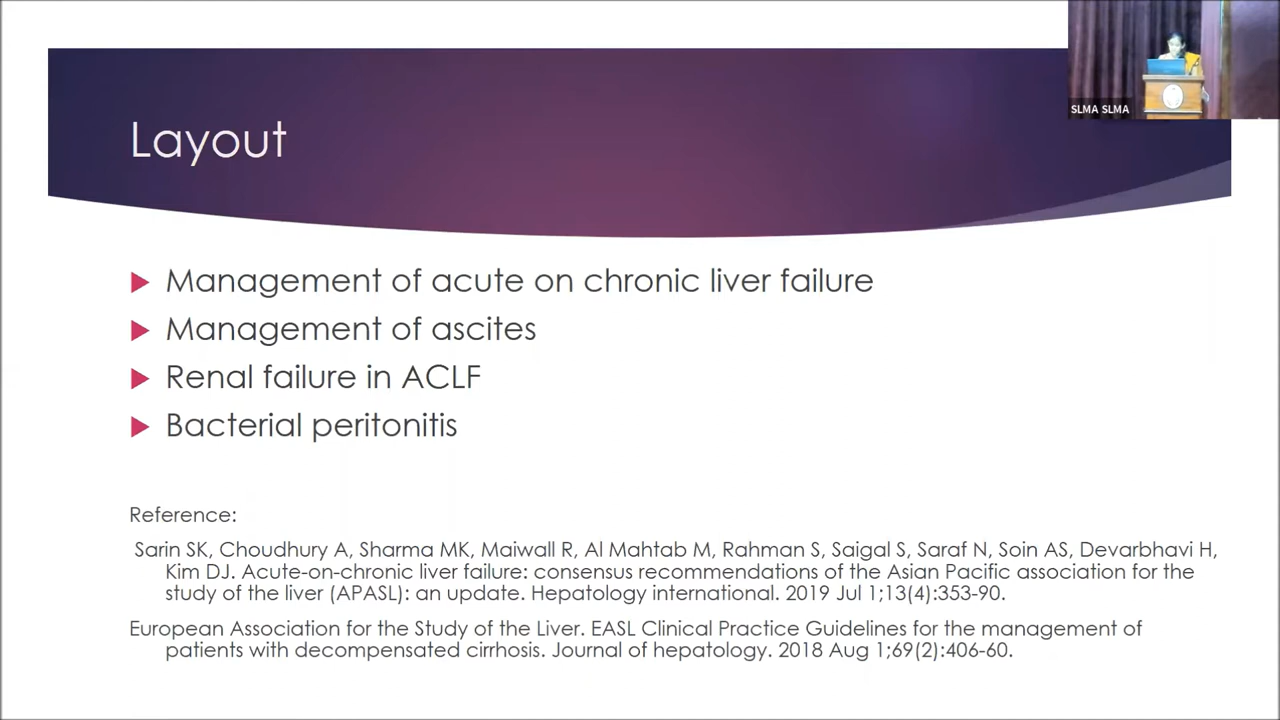 Layout
SLMA SLMA
Management of acute on chronic liver failure
Management of ascites
Renal failure in ACLF
Bacterial peritonitis
Reference:
Sarin SK, Choudhury A, Sharma MK, Maiwall R, Al Mahtab M, Rahman S, Saigal S, Saraf N, Soin AS, Devarbhavi H,
Kim DJ. Acute-on-chronic liver failure: consensus recommendations of the Asian Pacific association for the
study of the liver (APASL): an update. Hepatology international. 2019 Jul 1;13(4):353-90.
European Association for the Study of the Liver. EASL Clinical Practice Guidelines for the management of
patients with decompensated cirrhosis. Journal of hepatology. 2018 Aug 1;69(2):406-60.